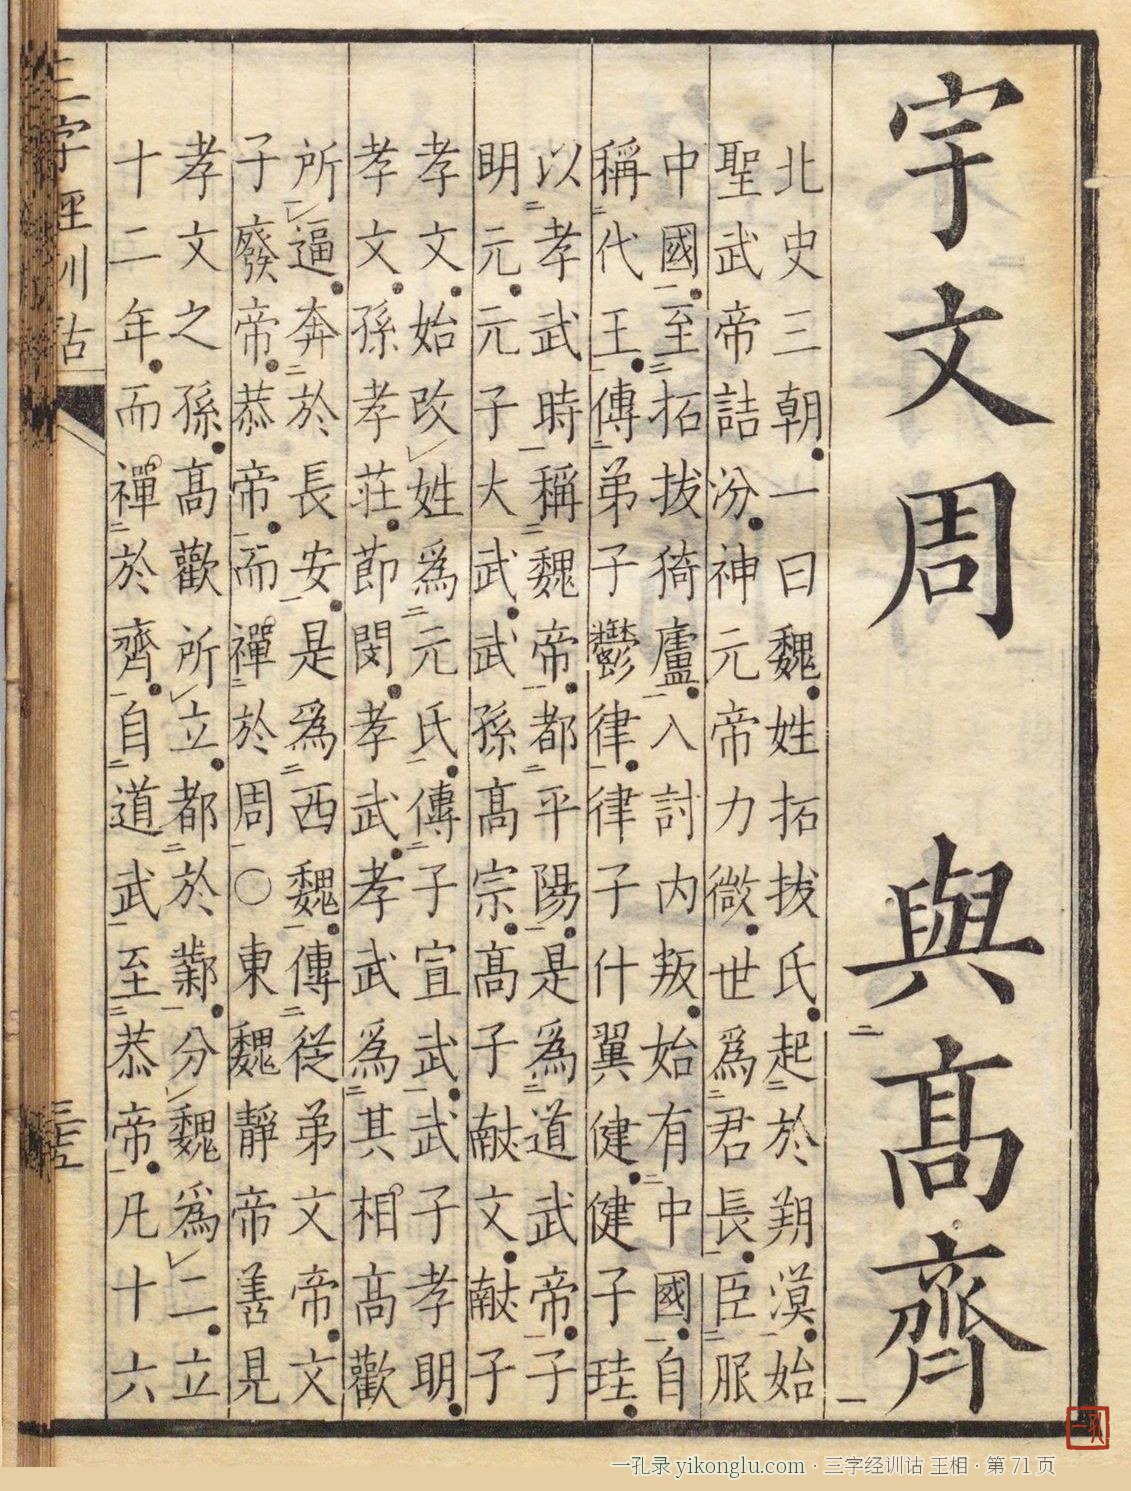 宇文周　與高齊
北史三朝。一曰魏。姓拓拔氏。起於朔漠。始
聖武帝詰汾。神元帝力微。世爲君長。臣服
中國。至拓拔猗盧。入討内叛。始有中國。自
稱代王。傳弟子鬱律。律子什翼健。健子珪。
以孝武時稱魏帝。都平陽。是爲道武帝。子
明元。元子大武。武孫高宗。高子献文。献子
孝文。始改姓爲元氏。傳子宣武。武子孝明。
孝文。孫孝莊。節閔。孝武。孝武爲其相高歡
所逼。奔於長安。是爲西魏。傳從弟文帝。文
子廢帝。恭帝。而禪於周○東魏靜帝善見
孝文之孫。高歡所立。都於鄴。分魏爲二。立
十二年。而禪於齊。自道武至恭帝。凡十六
三字經訓詁
一孔录 yikonglu.com · 三字经训诂 王相 · 第 71 页